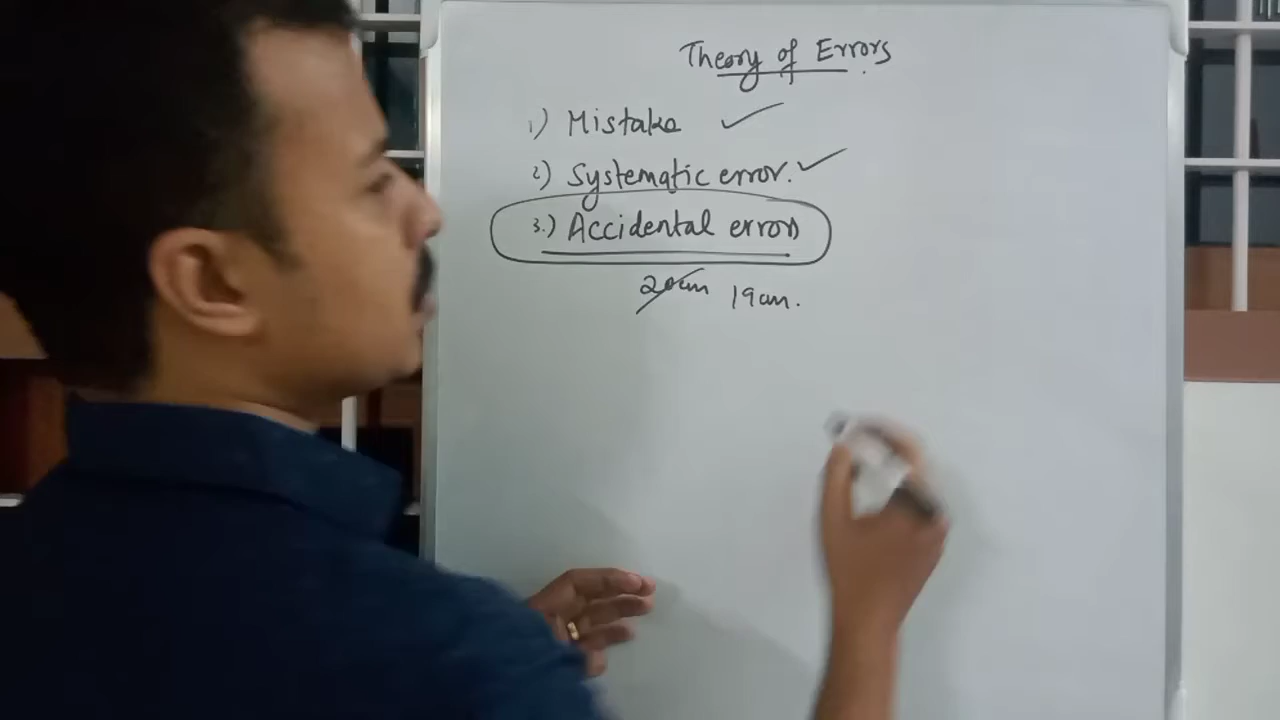 Theory of Errors.
1) Mistake ✓
2) Systematic error. ✓
3.) Accidental errors
20cm 19cm.